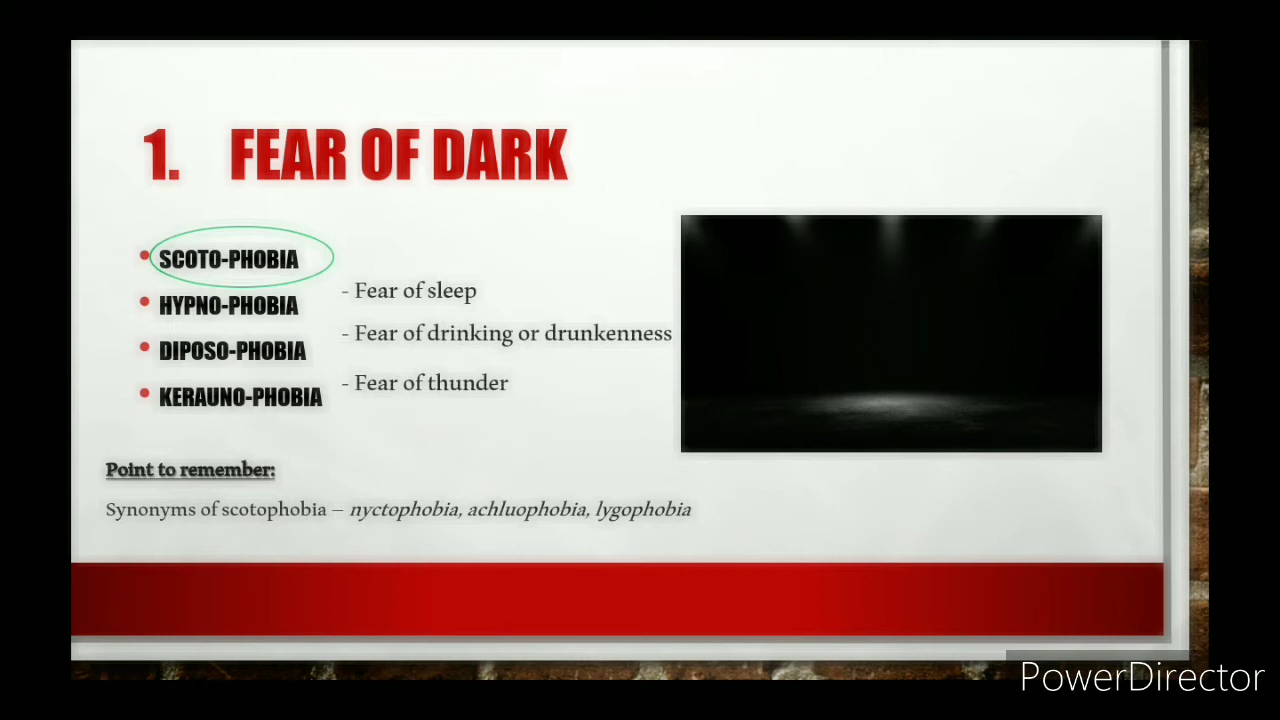 1. FEAR OF DARK
• SCOTO-PHOBIA
• HYPNO-PHOBIA - Fear of sleep
• DIPOSO-PHOBIA - Fear of drinking or drunkenness
• KERAUNO-PHOBIA - Fear of thunder
Point to remember:
Synonyms of scotophobia – nyctophobia, achluophobia, lygophobia
PowerDirector